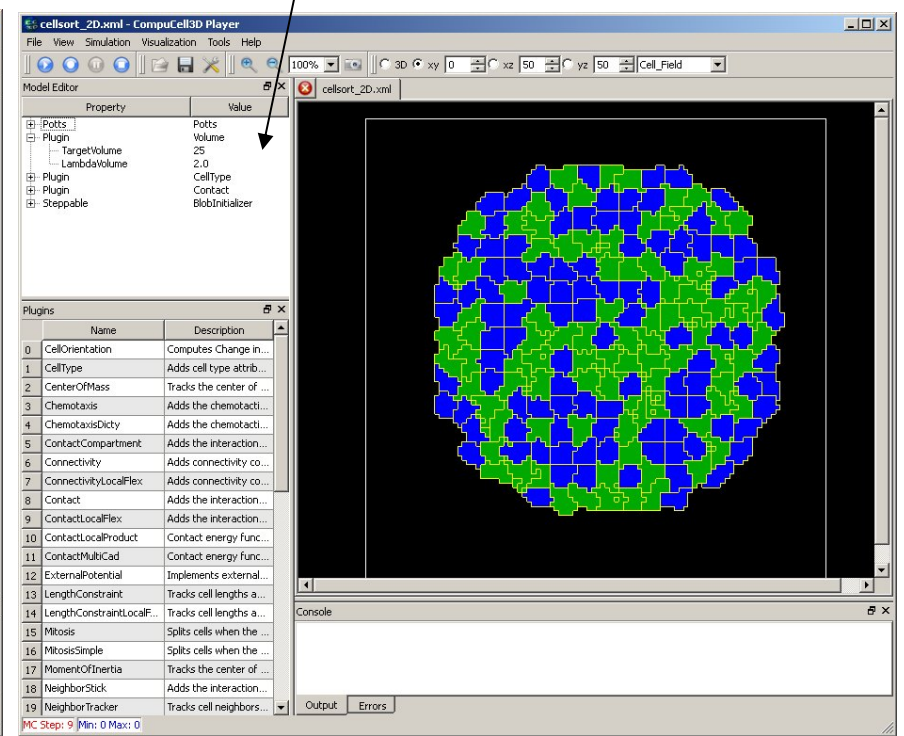 cellsort_2D.xml - CompuCell3D Player
File View Simulation Visualization Tools Help
100% 3D xy 0 xz 50 yz 50 Cell_Field
Model Editor
cellsort_2D.xml
Property Value
Potts Potts
Plugin Volume
TargetVolume 25
LambdaVolume 2.0
Plugin CellType
Plugin Contact
Steppable BlobInitializer
Plugins
Name Description
0 CellOrientation Computes Change in...
1 CellType Adds cell type attrib...
2 CenterOfMass Tracks the center of ...
3 Chemotaxis Adds the chemotacti...
4 ChemotaxisDicty Adds the chemotacti...
5 ContactCompartment Adds the interaction...
6 Connectivity Adds connectivity co...
7 ConnectivityLocalFlex Adds connectivity co...
8 Contact Adds the interaction...
9 ContactLocalFlex Adds the interaction...
10 ContactLocalProduct Contact energy func...
11 ContactMultiCad Contact energy func...
12 ExternalPotential Implements external...
13 LengthConstraint Tracks cell lengths a...
14 LengthConstraintLocalF... Tracks cell lengths a...
15 Mitosis Splits cells when the ...
16 MitosisSimple Splits cells when the ...
17 MomentOfInertia Tracks the center of ...
18 NeighborStick Adds the interaction...
19 NeighborTracker Tracks cell neighbors...
Console
Output Errors
MC Step: 9 Min: 0 Max: 0